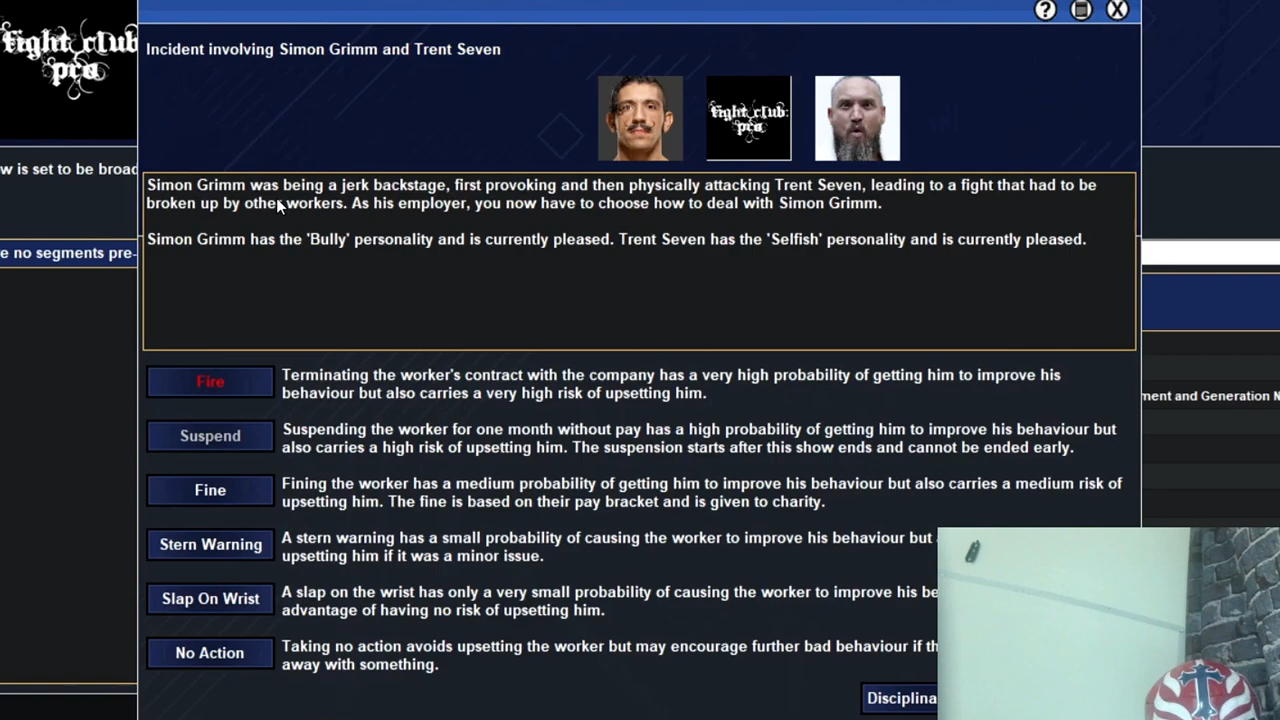 fight club
pro
Incident involving Simon Grimm and Trent Seven
fight club:
pro
w is set to be broad
Simon Grimm was being a jerk backstage, first provoking and then physically attacking Trent Seven, leading to a fight that had to be
broken up by other workers. As his employer, you now have to choose how to deal with Simon Grimm.
Simon Grimm has the 'Bully' personality and is currently pleased. Trent Seven has the 'Selfish' personality and is currently pleased.
e no segments pre-
Fire
Terminating the worker's contract with the company has a very high probability of getting him to improve his
behaviour but also carries a very high risk of upsetting him.
ment and Generation N
Suspend
Suspending the worker for one month without pay has a high probability of getting him to improve his behaviour but
also carries a high risk of upsetting him. The suspension starts after this show ends and cannot be ended early.
Fine
Fining the worker has a medium probability of getting him to improve his behaviour but also carries a medium risk of
upsetting him. The fine is based on their pay bracket and is given to charity.
Stern Warning
A stern warning has a small probability of causing the worker to improve his behaviour but
upsetting him if it was a minor issue.
Slap On Wrist
A slap on the wrist has only a very small probability of causing the worker to improve his be
advantage of having no risk of upsetting him.
No Action
Taking no action avoids upsetting the worker but may encourage further bad behaviour if th
away with something.
Disciplina